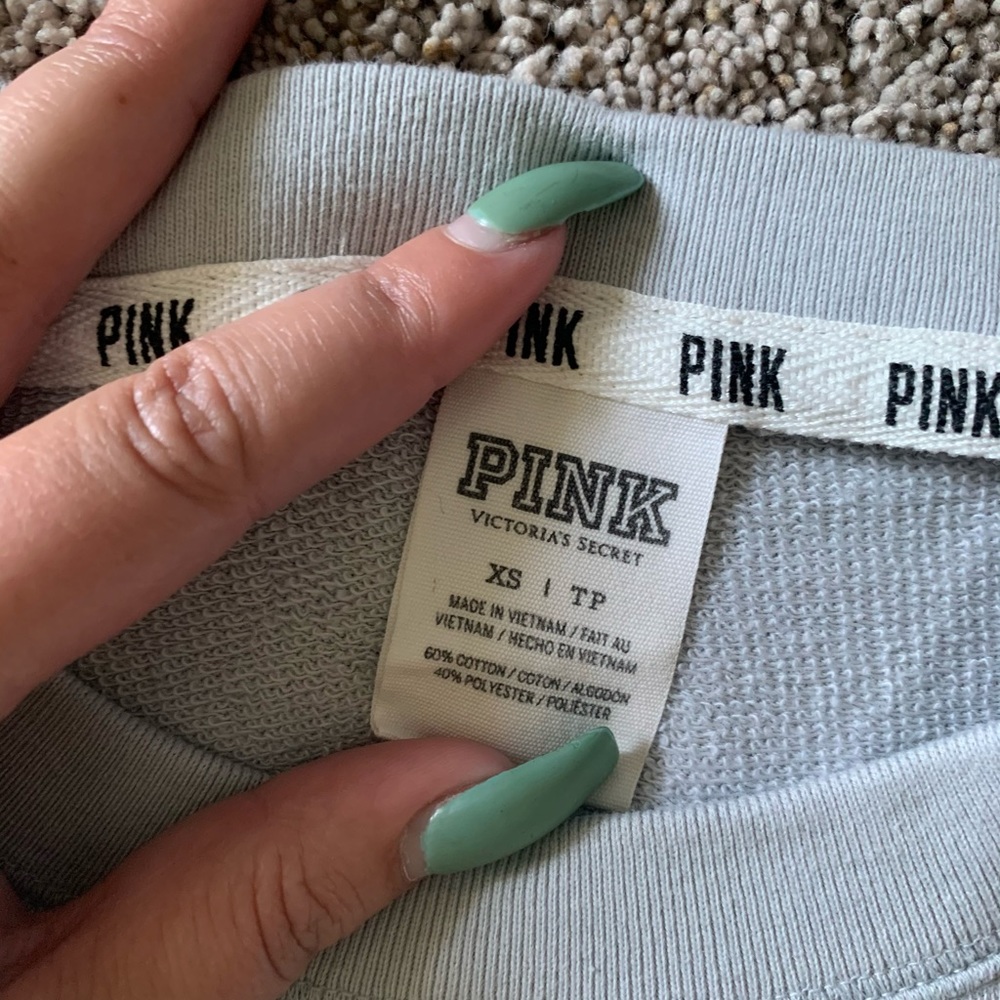 PINK INK PINK PINK
PINK
VICTORIA'S SECRET
XS | TP
MADE IN VIETNAM / FAIT AU
VIETNAM / HECHO EN VIETNAM
60% COTTON / COTON / ALGODÓN
40% POLYESTER / POLIÉSTER